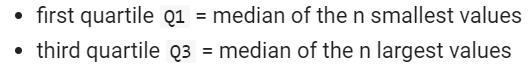 • first quartile Q1 = median of the n smallest values
• third quartile Q3 = median of the n largest values